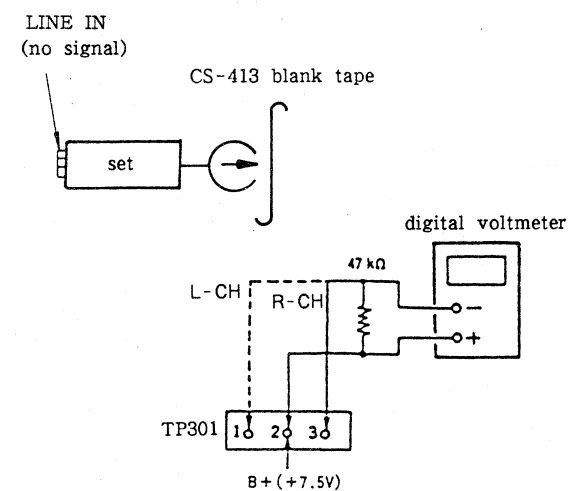 LINE IN
(no signal)
CS-413 blank tape
set
digital voltmeter
47 kΩ
L-CH
R-CH
−
+
TP301
1 2 3
B+(+7.5V)